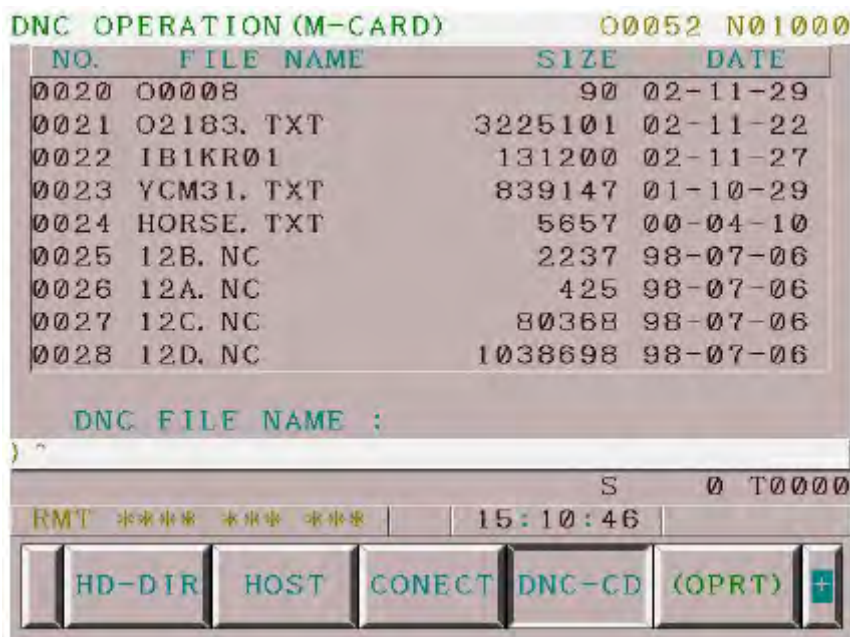 DNC OPERATION (M-CARD) O0052 N01000
NO. FILE NAME SIZE DATE
0020 O0008 90 02-11-29
0021 O2183. TXT 3225101 02-11-22
0022 IB1KR01 131200 02-11-27
0023 YCM31. TXT 839147 01-10-29
0024 HORSE. TXT 5657 00-04-10
0025 12B. NC 2237 98-07-06
0026 12A. NC 425 98-07-06
0027 12C. NC 80368 98-07-06
0028 12D. NC 1038698 98-07-06
DNC FILE NAME :
) ^
S 0 T0000
RMT **** *** *** 15:10:46
HD-DIR HOST CONECT DNC-CD (OPRT) +